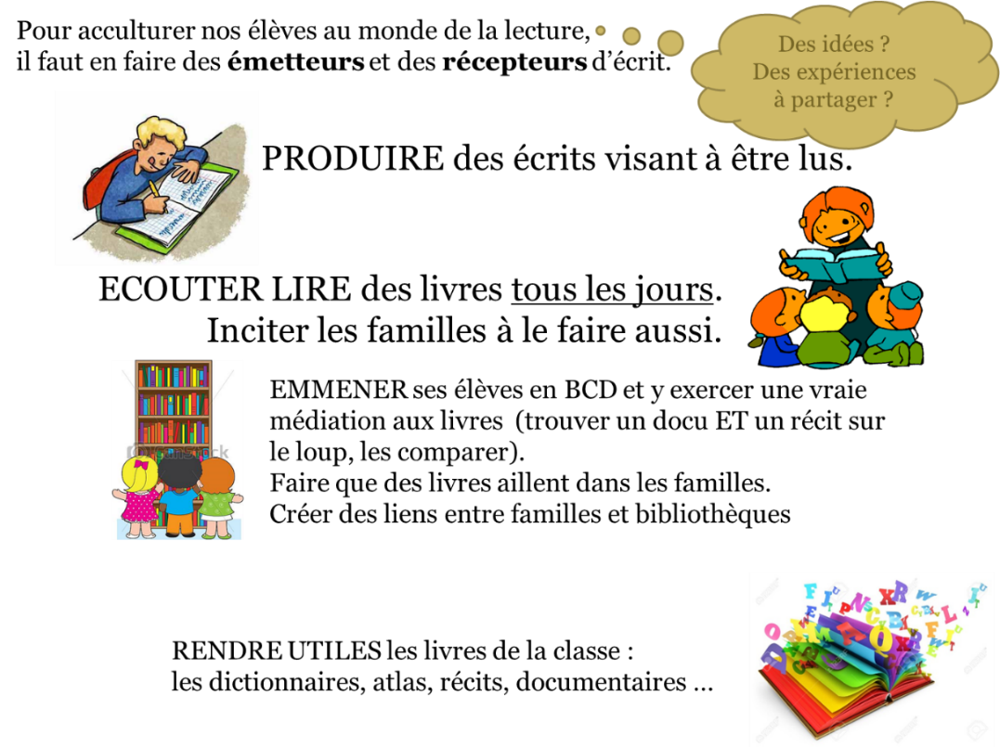 Pour acculturer nos élèves au monde de la lecture,
il faut en faire des émetteurs et des récepteurs d'écrit.
Des idées ?
Des expériences
à partager ?
PRODUIRE des écrits visant à être lus.
ECOUTER LIRE des livres tous les jours.
Inciter les familles à le faire aussi.
EMMENER ses élèves en BCD et y exercer une vraie
médiation aux livres (trouver un docu ET un récit sur
le loup, les comparer).
Faire que des livres aillent dans les familles.
Créer des liens entre familles et bibliothèques
RENDRE UTILES les livres de la classe :
les dictionnaires, atlas, récits, documentaires ...